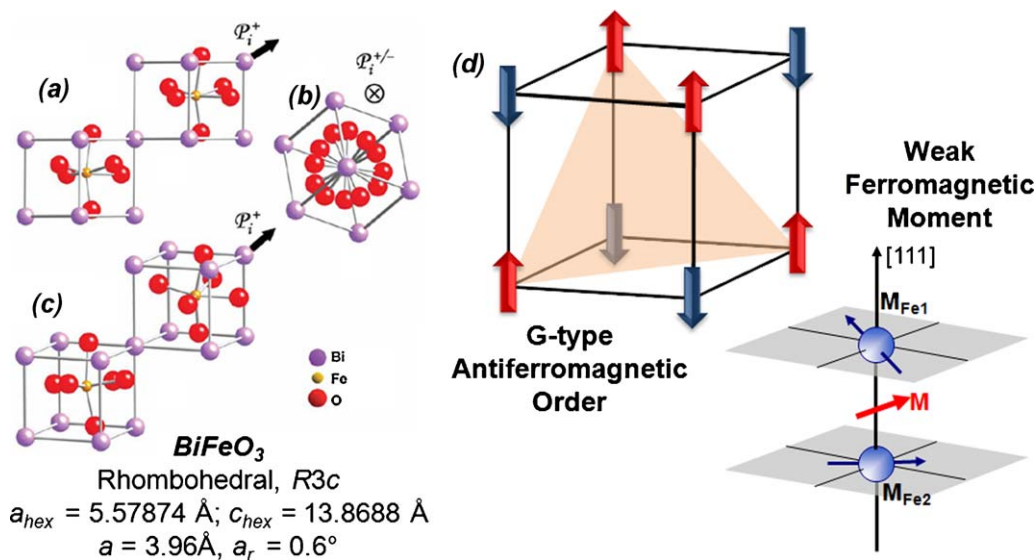 (a)
𝒫ᵢ⁺
(b)
𝒫ᵢ⁺/⁻
(c)
𝒫ᵢ⁺
Bi
Fe
O
BiFeO₃
Rhombohedral, R3c
a_hex = 5.57874 Å; c_hex = 13.8688 Å
a = 3.96Å, a_r = 0.6°
(d)
G-type
Antiferromagnetic
Order
Weak
Ferromagnetic
Moment
[111]
M_Fe1
M
M_Fe2